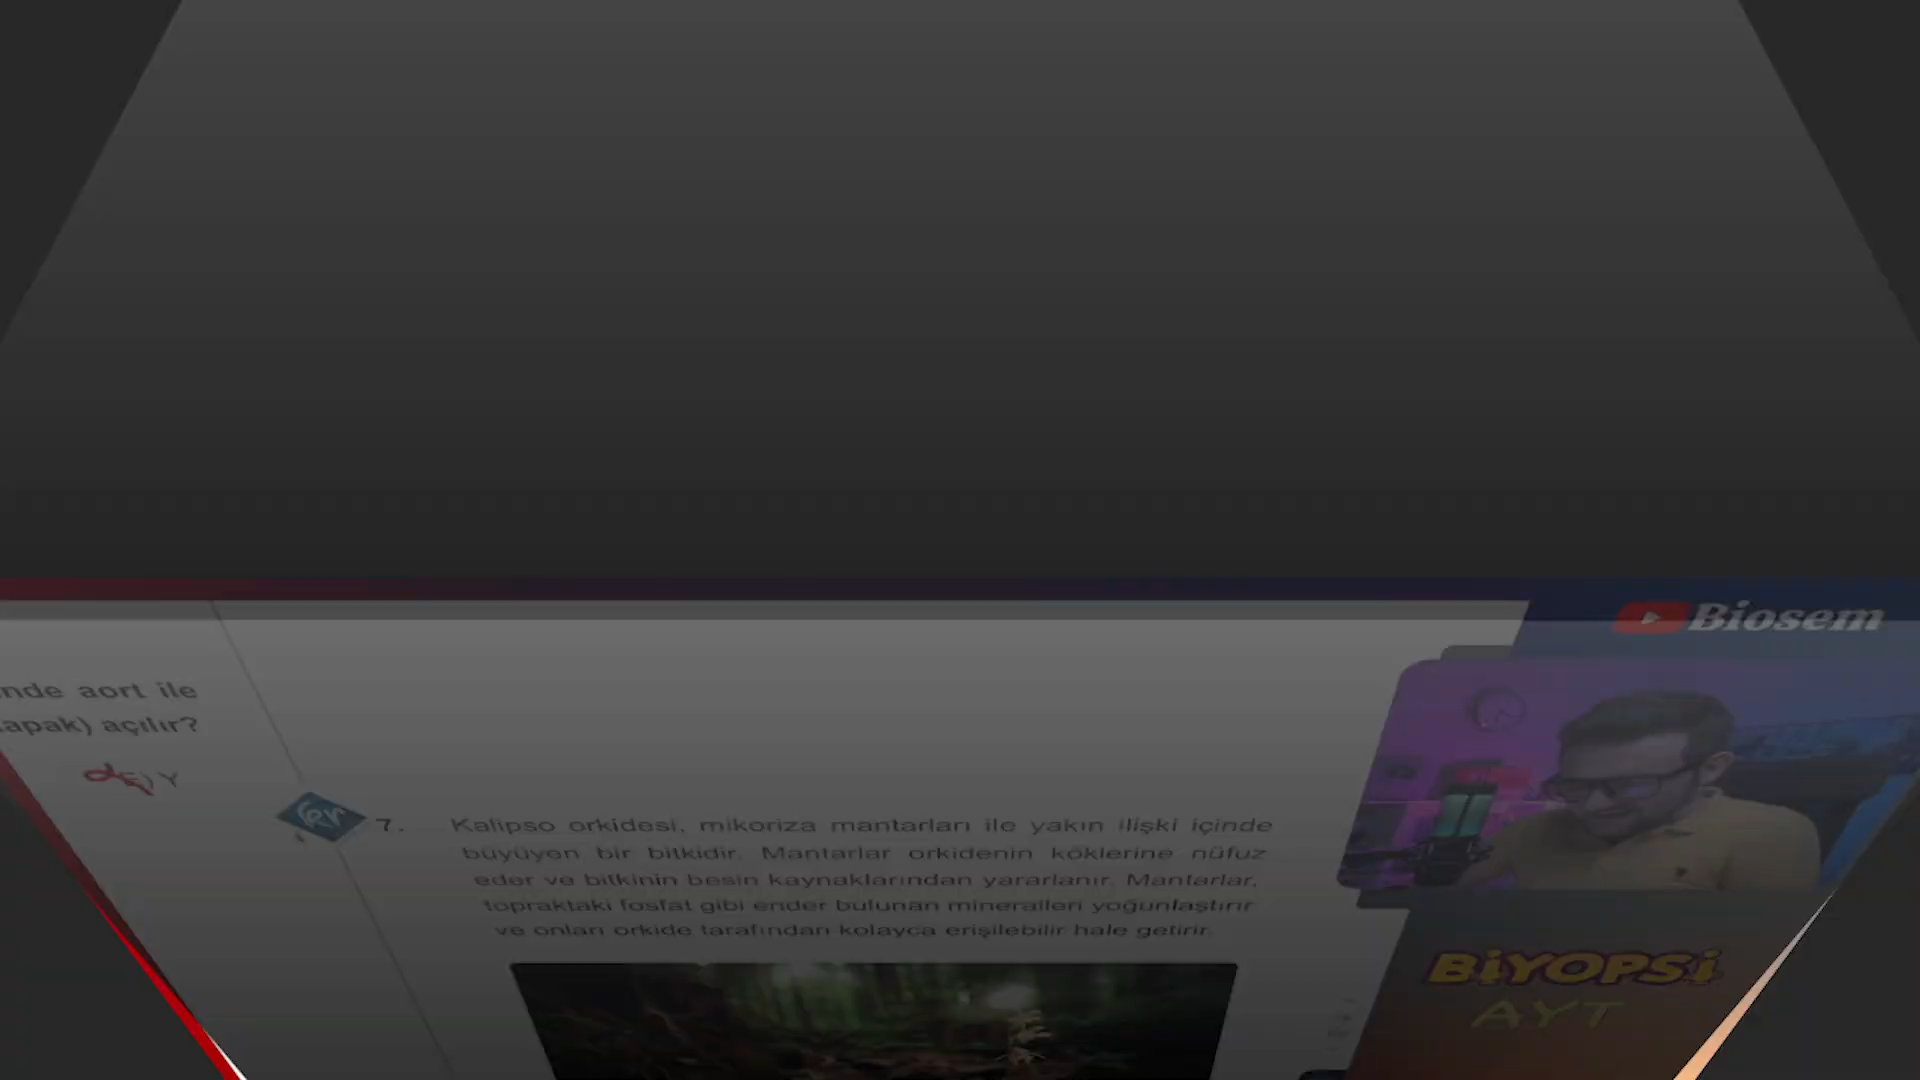 Biosem
nde aort ile
apak) açılır?
E) Y
7. Kalipso orkidesi, mikoriza mantarları ile yakın ilişki içinde
büyüyen bir bitkidir. Mantarlar orkidenin köklerine nüfuz
eder ve bitkinin besin kaynaklarından yararlanır. Mantarlar,
topraktaki fosfat gibi ender bulunan mineralleri yoğunlaştırır
ve onları orkide tarafından kolayca erişilebilir hale getirir.
BİYOPSİ
AYT